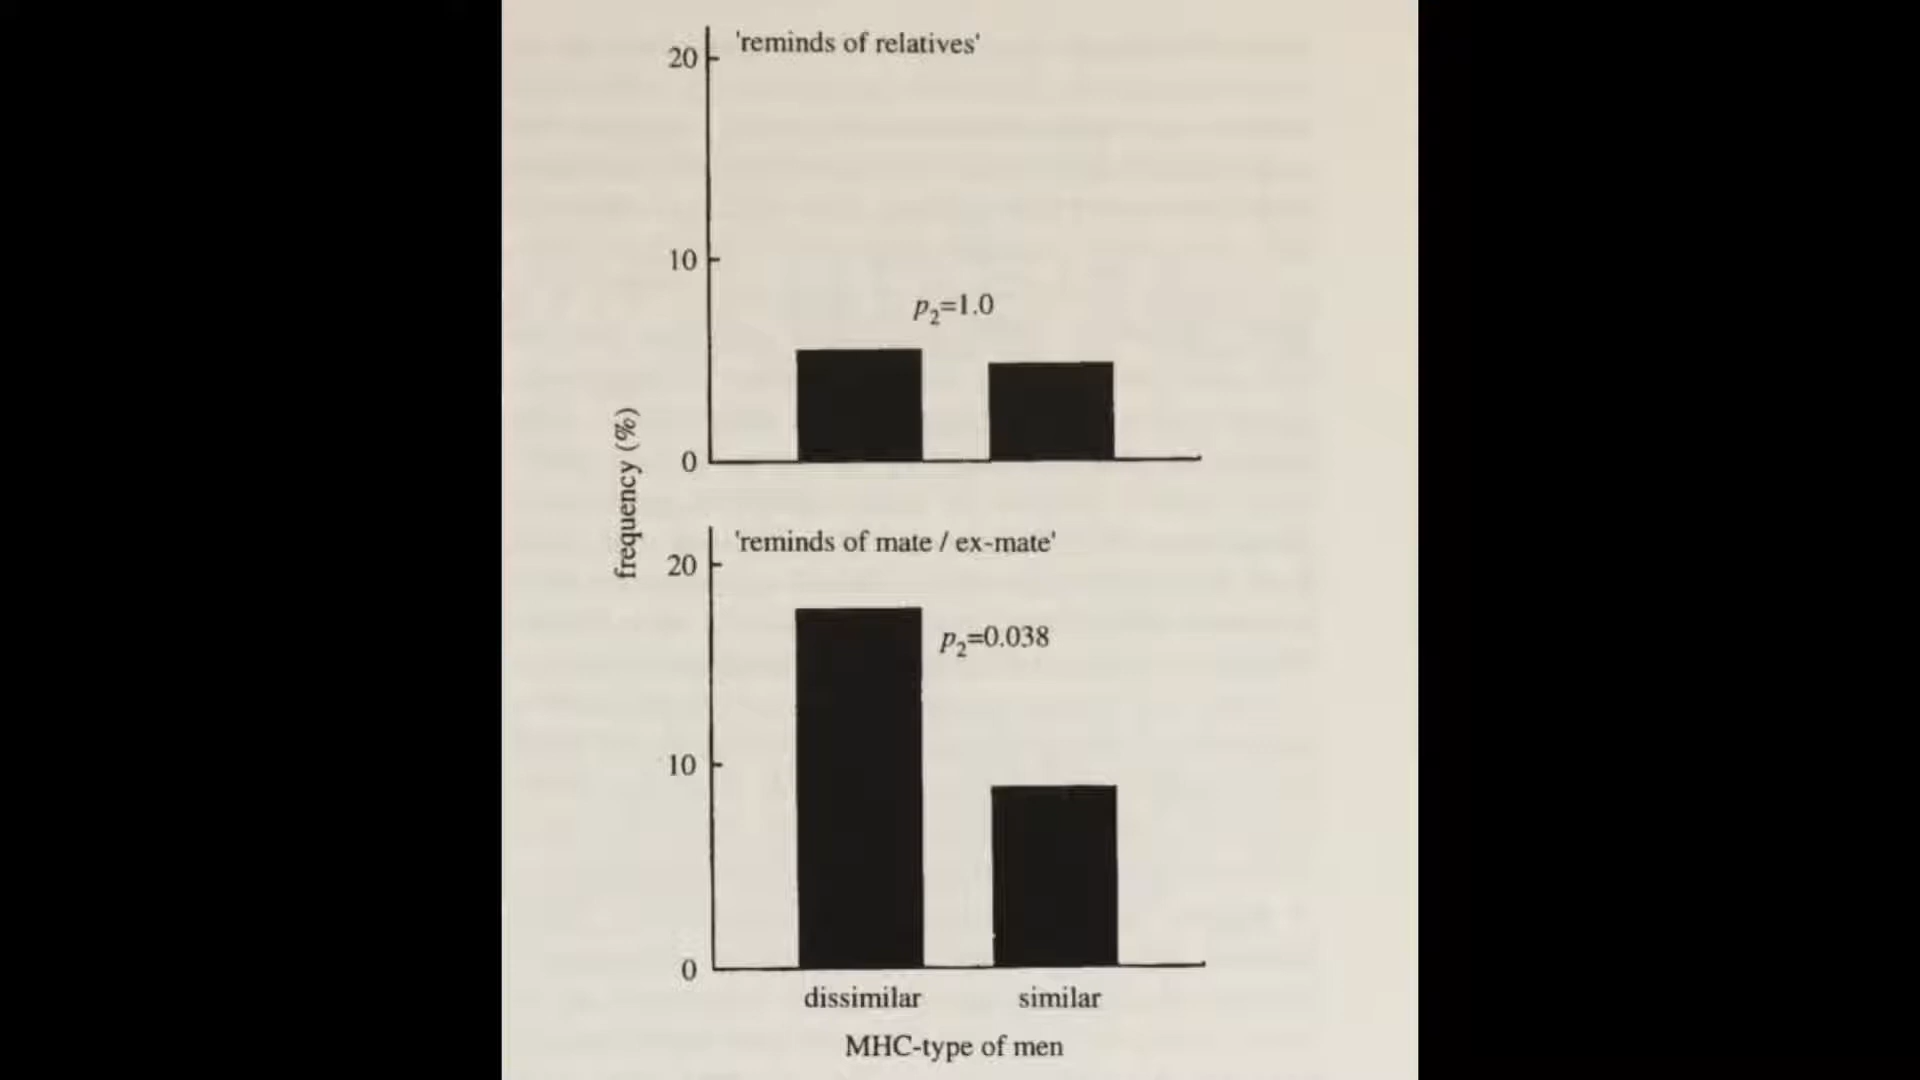 'reminds of relatives'
20
10
p2=1.0
0
frequency (%)
'reminds of mate / ex-mate'
20
p2=0.038
10
0
dissimilar similar
MHC-type of men